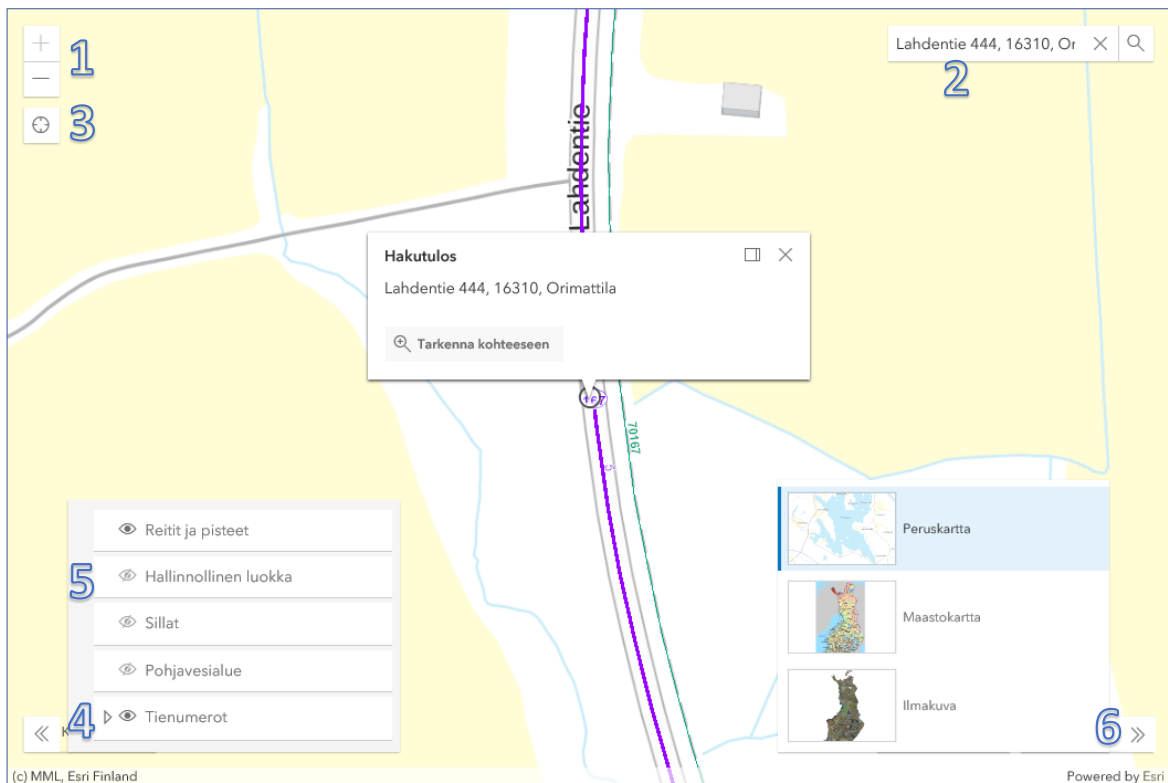 1
2
3
Lahdentie 444, 16310, Or
Lahdentie
Hakutulos
Lahdentie 444, 16310, Orimattila
Tarkenna kohteeseen
167
70167
Reitit ja pisteet
5
Hallinnollinen luokka
Sillat
Pohjavesialue
4
Tienumerot
K
Peruskartta
Maastokartta
Ilmakuva
6
(c) MML, Esri Finland
Powered by Esri